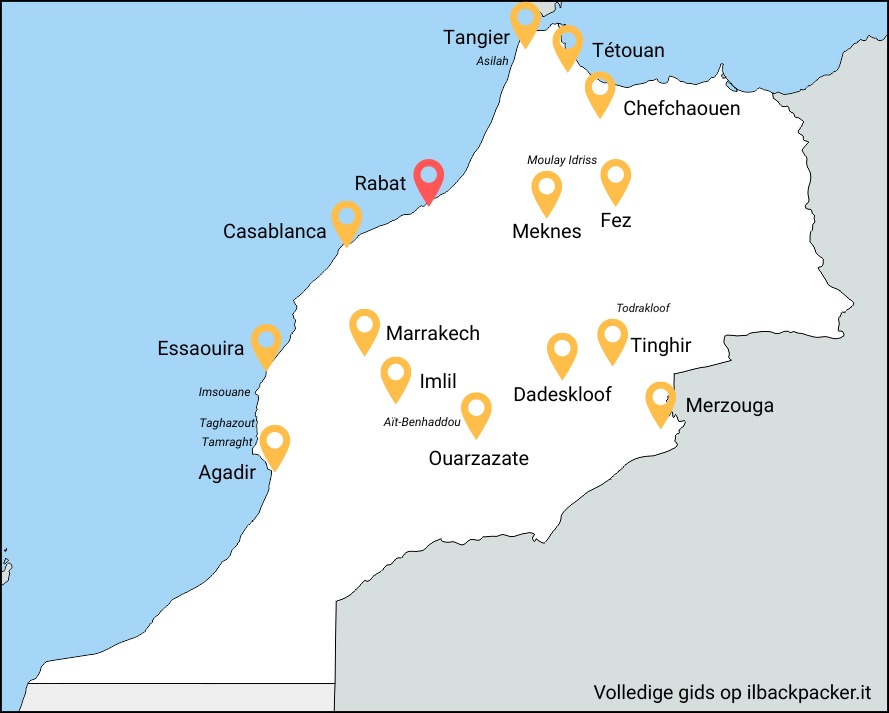 Tangier
Asilah
Tétouan
Chefchaouen
Moulay Idriss
Rabat
Fez
Meknes
Casablanca
Todrakloof
Marrakech
Tinghir
Essaouira
Imlil
Imsouane
Dadeskloof
Merzouga
Taghazout
Aït-Benhaddou
Tamraght
Ouarzazate
Agadir
Volledige gids op ilbackpacker.it